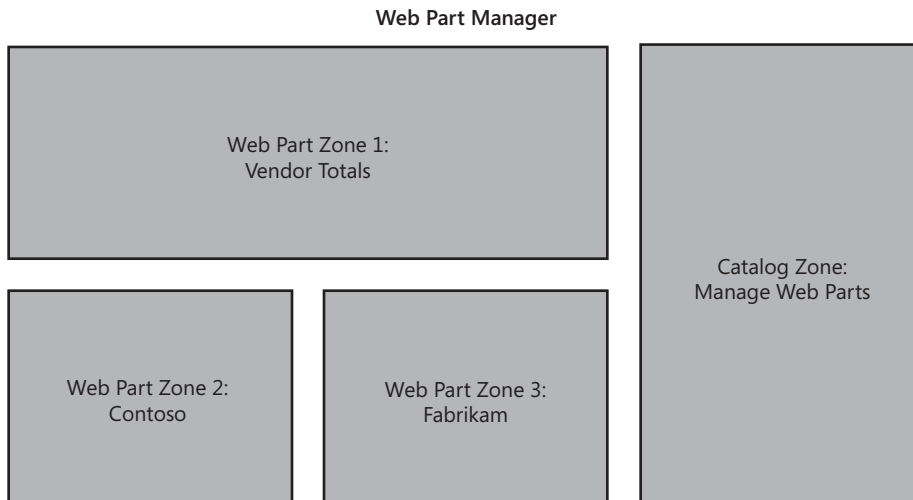 Web Part Manager
Web Part Zone 1:
Vendor Totals
Catalog Zone:
Manage Web Parts
Web Part Zone 2:
Contoso
Web Part Zone 3:
Fabrikam